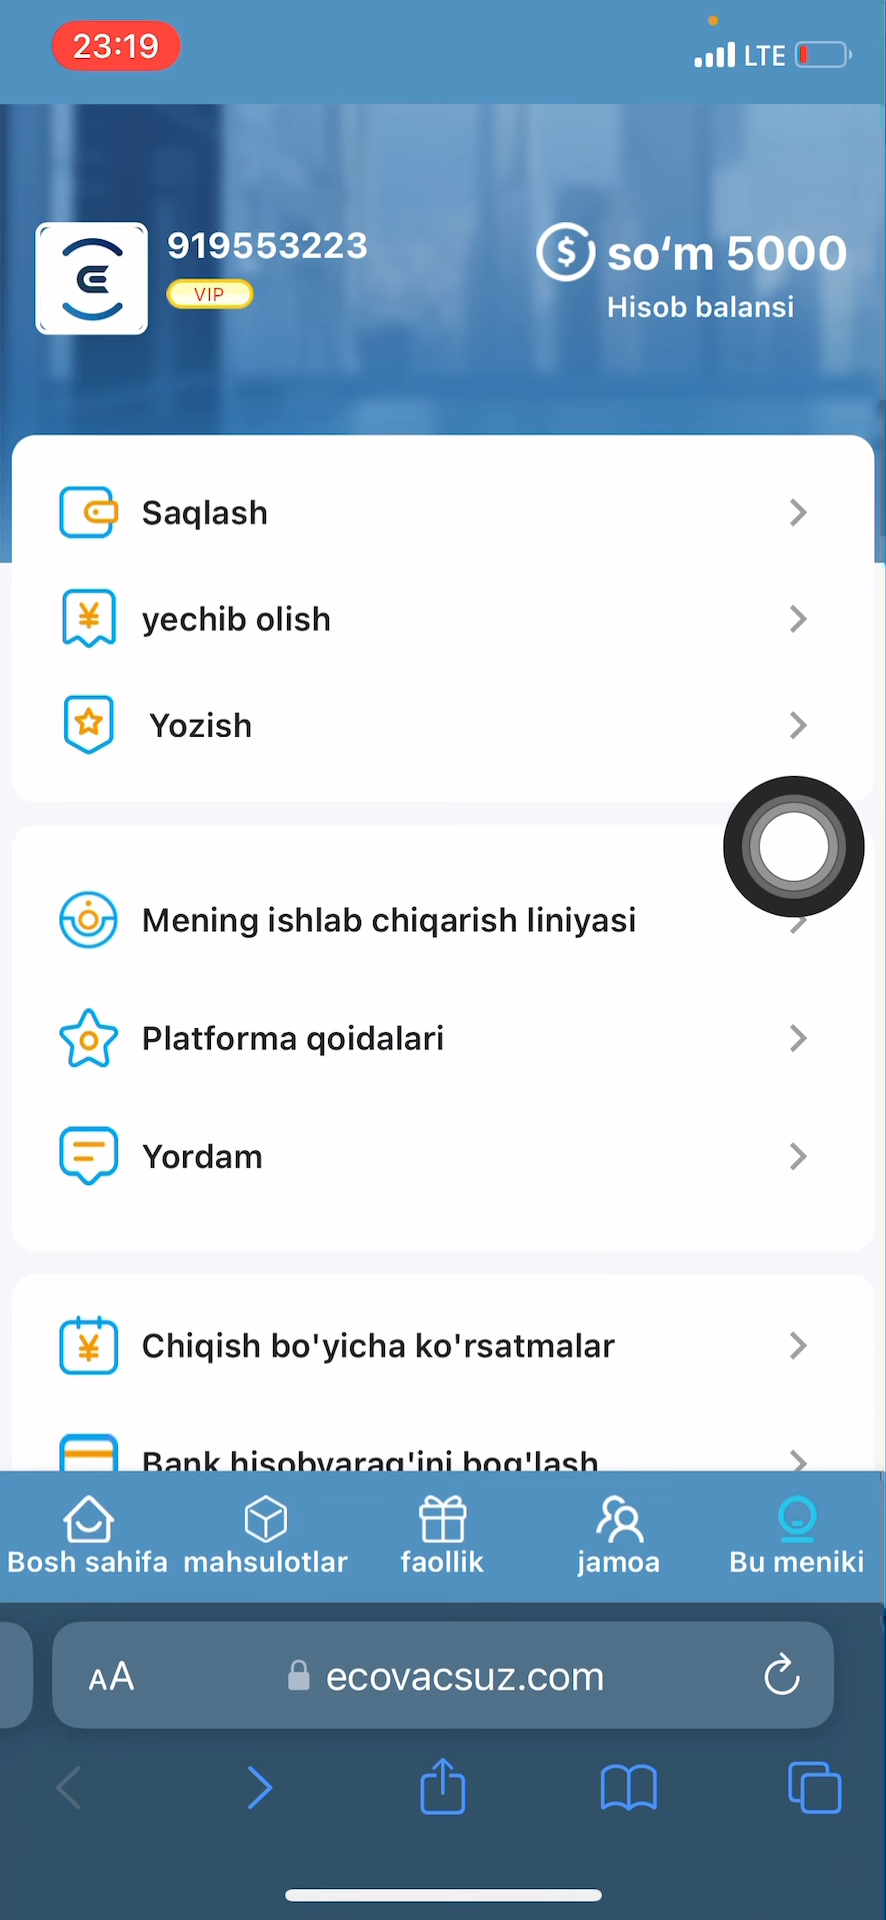 23:19
LTE
919553223
VIP
so‘m 5000
Hisob balansi
Saqlash
yechib olish
Yozish
Mening ishlab chiqarish liniyasi
Platforma qoidalari
Yordam
Chiqish bo'yicha ko'rsatmalar
Bank hisobvarag'ini bog'lash
Bosh sahifa
mahsulotlar
faollik
jamoa
Bu meniki
AA
ecovacsuz.com